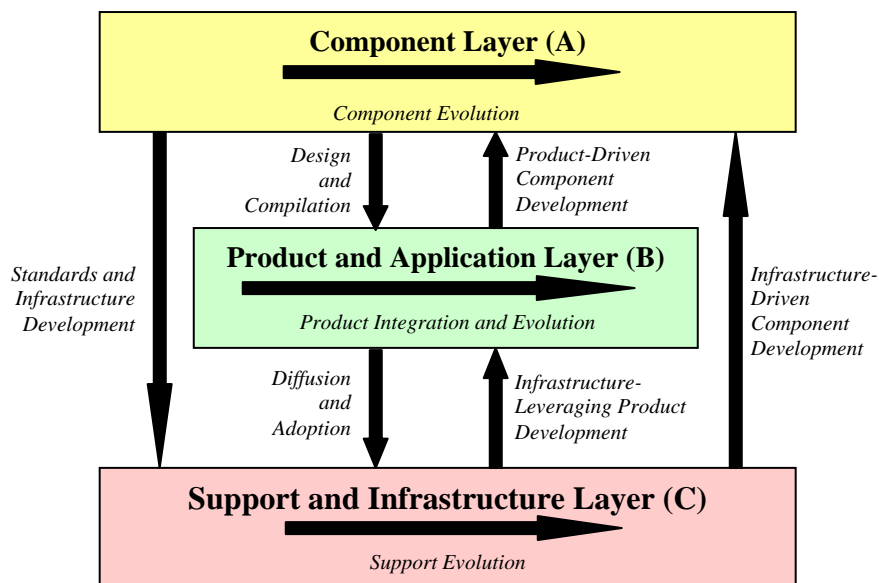 Component Layer (A)
Component Evolution
Design
and
Compilation
Product-Driven
Component
Development
Product and Application Layer (B)
Product Integration and Evolution
Standards and
Infrastructure
Development
Infrastructure-
Driven
Component
Development
Diffusion
and
Adoption
Infrastructure-
Leveraging Product
Development
Support and Infrastructure Layer (C)
Support Evolution